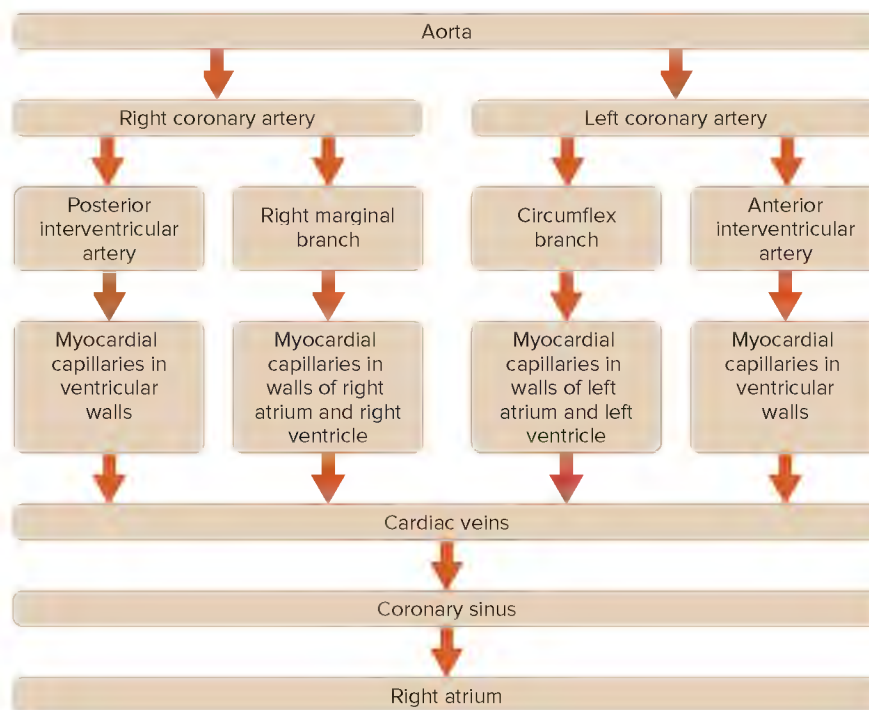 Aorta
Right coronary artery
Left coronary artery
Posterior
interventricular
artery
Right marginal
branch
Circumflex
branch
Anterior
interventricular
artery
Myocardial
capillaries in
ventricular
walls
Myocardial
capillaries in
walls of right
atrium and right
ventricle
Myocardial
capillaries in
walls of left
atrium and left
ventricle
Myocardial
capillaries in
ventricular
walls
Cardiac veins
Coronary sinus
Right atrium